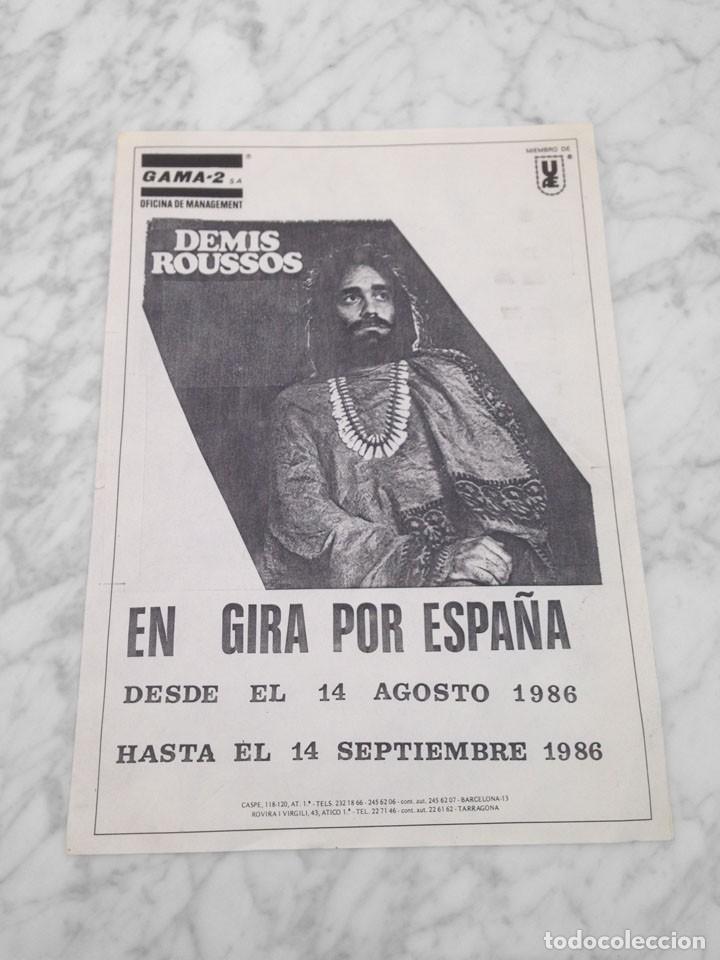 GAMA-2 S.A
®
OFICINA DE MANAGEMENT
MIEMBRO DE
®
DEMIS
ROUSSOS
EN GIRA POR ESPAÑA
DESDE EL 14 AGOSTO 1986
HASTA EL 14 SEPTIEMBRE 1986
CASPE, 118-120, AT. 1.ª - TELS. 232 18 66 - 245 62 06 - cont. aut. 245 62 07 - BARCELONA-13
ROVIRA I VIRGILI, 43, ATICO 1.ª - TEL. 22 71 46 - cont. aut. 22 61 62 - TARRAGONA
todocoleccion
todocoleccion.net